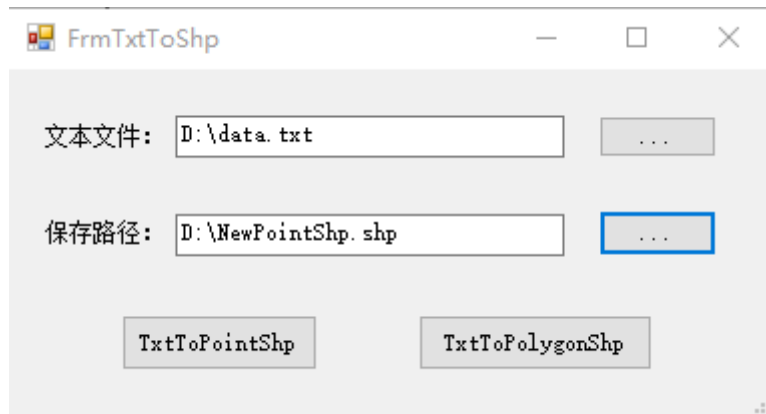 FrmTxtToShp
文本文件： D:\data.txt ...
保存路径： D:\NewPointShp.shp ...
TxtToPointShp TxtToPolygonShp